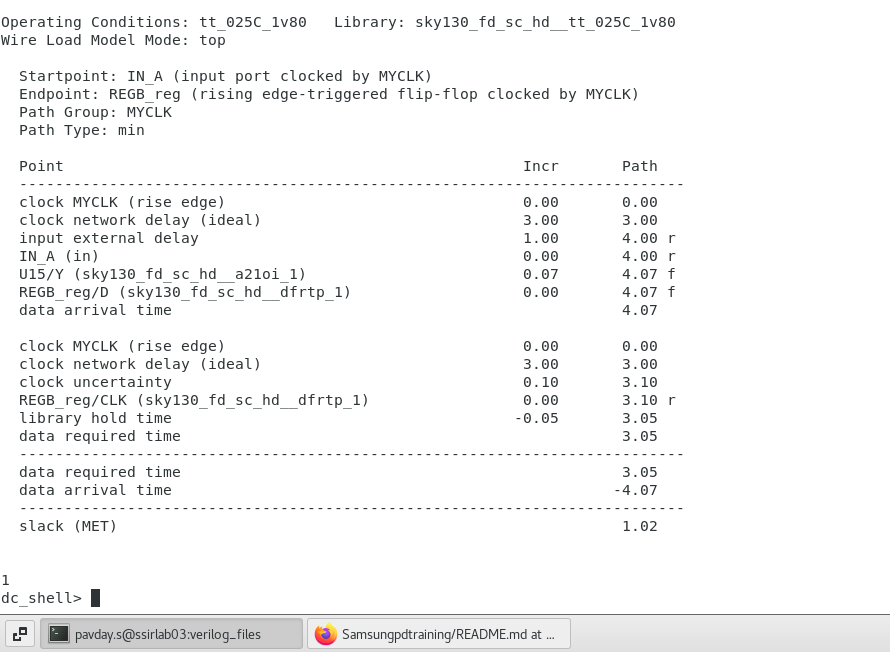 Operating Conditions: tt_025C_1v80   Library: sky130_fd_sc_hd__tt_025C_1v80
Wire Load Model Mode: top
Startpoint: IN_A (input port clocked by MYCLK)
Endpoint: REGB_reg (rising edge-triggered flip-flop clocked by MYCLK)
Path Group: MYCLK
Path Type: min
Point                                                   Incr       Path
--------------------------------------------------------------------------
clock MYCLK (rise edge)                                 0.00       0.00
clock network delay (ideal)                             3.00       3.00
input external delay                                    1.00       4.00 r
IN_A (in)                                               0.00       4.00 r
U15/Y (sky130_fd_sc_hd__a21oi_1)                        0.07       4.07 f
REGB_reg/D (sky130_fd_sc_hd__dfrtp_1)                   0.00       4.07 f
data arrival time                                                  4.07
clock MYCLK (rise edge)                                 0.00       0.00
clock network delay (ideal)                             3.00       3.00
clock uncertainty                                       0.10       3.10
REGB_reg/CLK (sky130_fd_sc_hd__dfrtp_1)                 0.00       3.10 r
library hold time                                      -0.05       3.05
data required time                                                 3.05
--------------------------------------------------------------------------
data required time                                                 3.05
data arrival time                                                 -4.07
--------------------------------------------------------------------------
slack (MET)                                                        1.02
1
dc_shell>
pavday.s@ssirlab03:verilog_files
Samsungpdtraining/README.md at ...